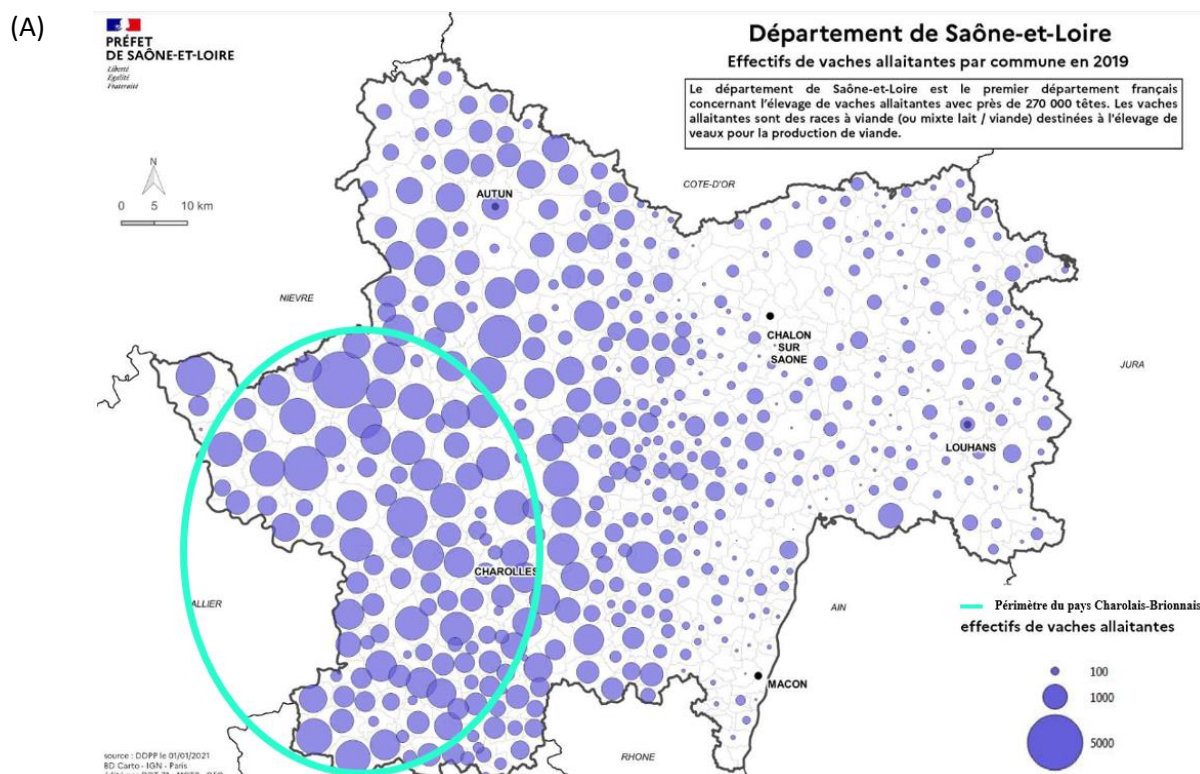 (A)
PRÉFET
DE SAÔNE-ET-LOIRE
Liberté
Égalité
Fraternité
Département de Saône-et-Loire
Effectifs de vaches allaitantes par commune en 2019
Le département de Saône-et-Loire est le premier département français
concernant l'élevage de vaches allaitantes avec près de 270 000 têtes. Les vaches
allaitantes sont des races à viande (ou mixte lait / viande) destinées à l'élevage de
veaux pour la production de viande.
N
0 5 10 km
COTE-D'OR
AUTUN
NIEVRE
CHALON
SUR
SAONE
JURA
LOUHANS
CHAROLLES
ALLIER
AIN
Périmètre du pays Charolais-Brionnais
effectifs de vaches allaitantes
100
MACON
1000
5000
RHONE
source : DDPP le 01/01/2021
BD Carto - IGN - Paris